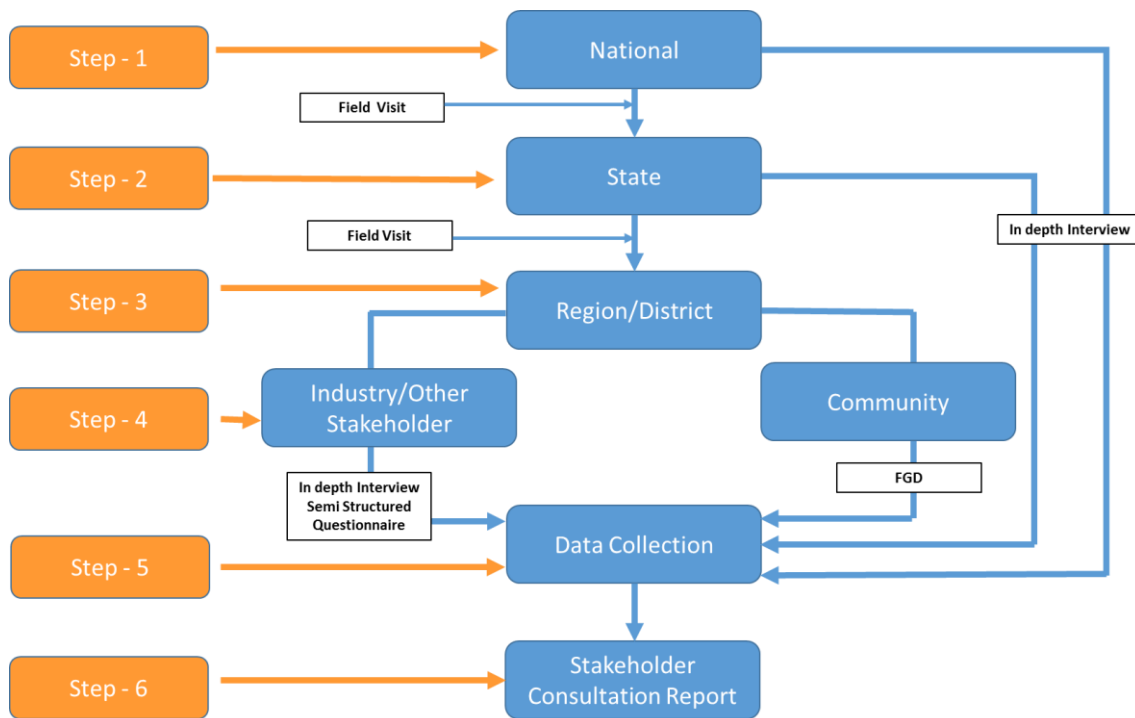 Step - 1
National
Field Visit
Step - 2
State
In depth Interview
Field Visit
Step - 3
Region/District
Step - 4
Industry/Other
Stakeholder
Community
In depth Interview
Semi Structured
Questionnaire
FGD
Step - 5
Data Collection
Step - 6
Stakeholder
Consultation Report